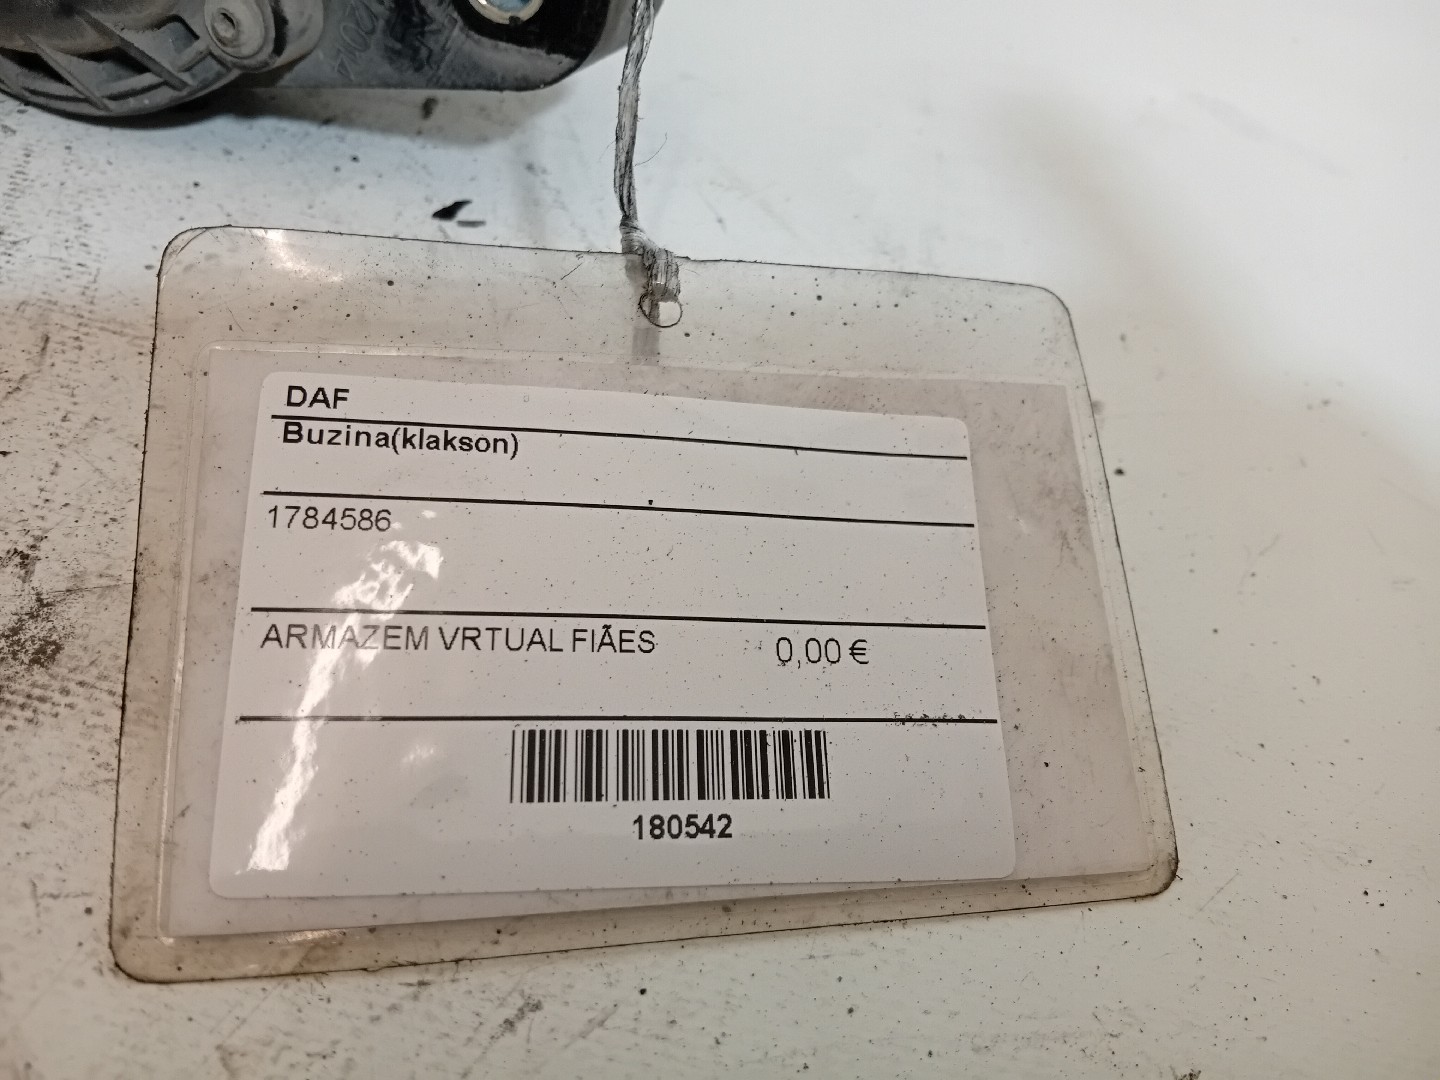 DAF
Buzina(klakson)
1784586
ARMAZEM VRTUAL FIÃES 0,00 €
180542